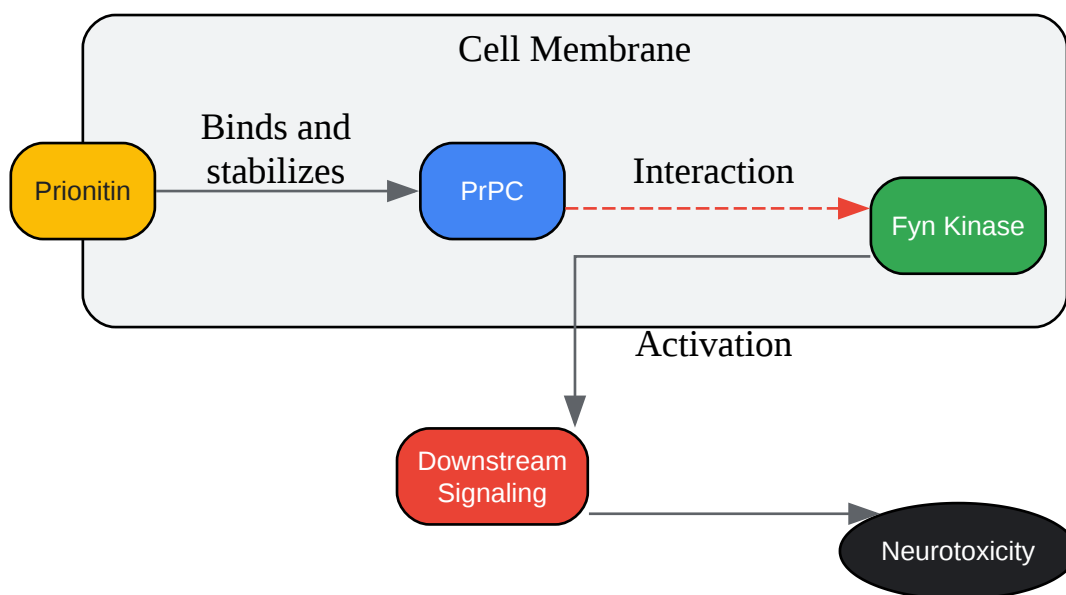 Cell Membrane
Binds and
stabilizes
Prionitin
PrPC
Interaction
Fyn Kinase
Activation
Downstream
Signaling
Neurotoxicity